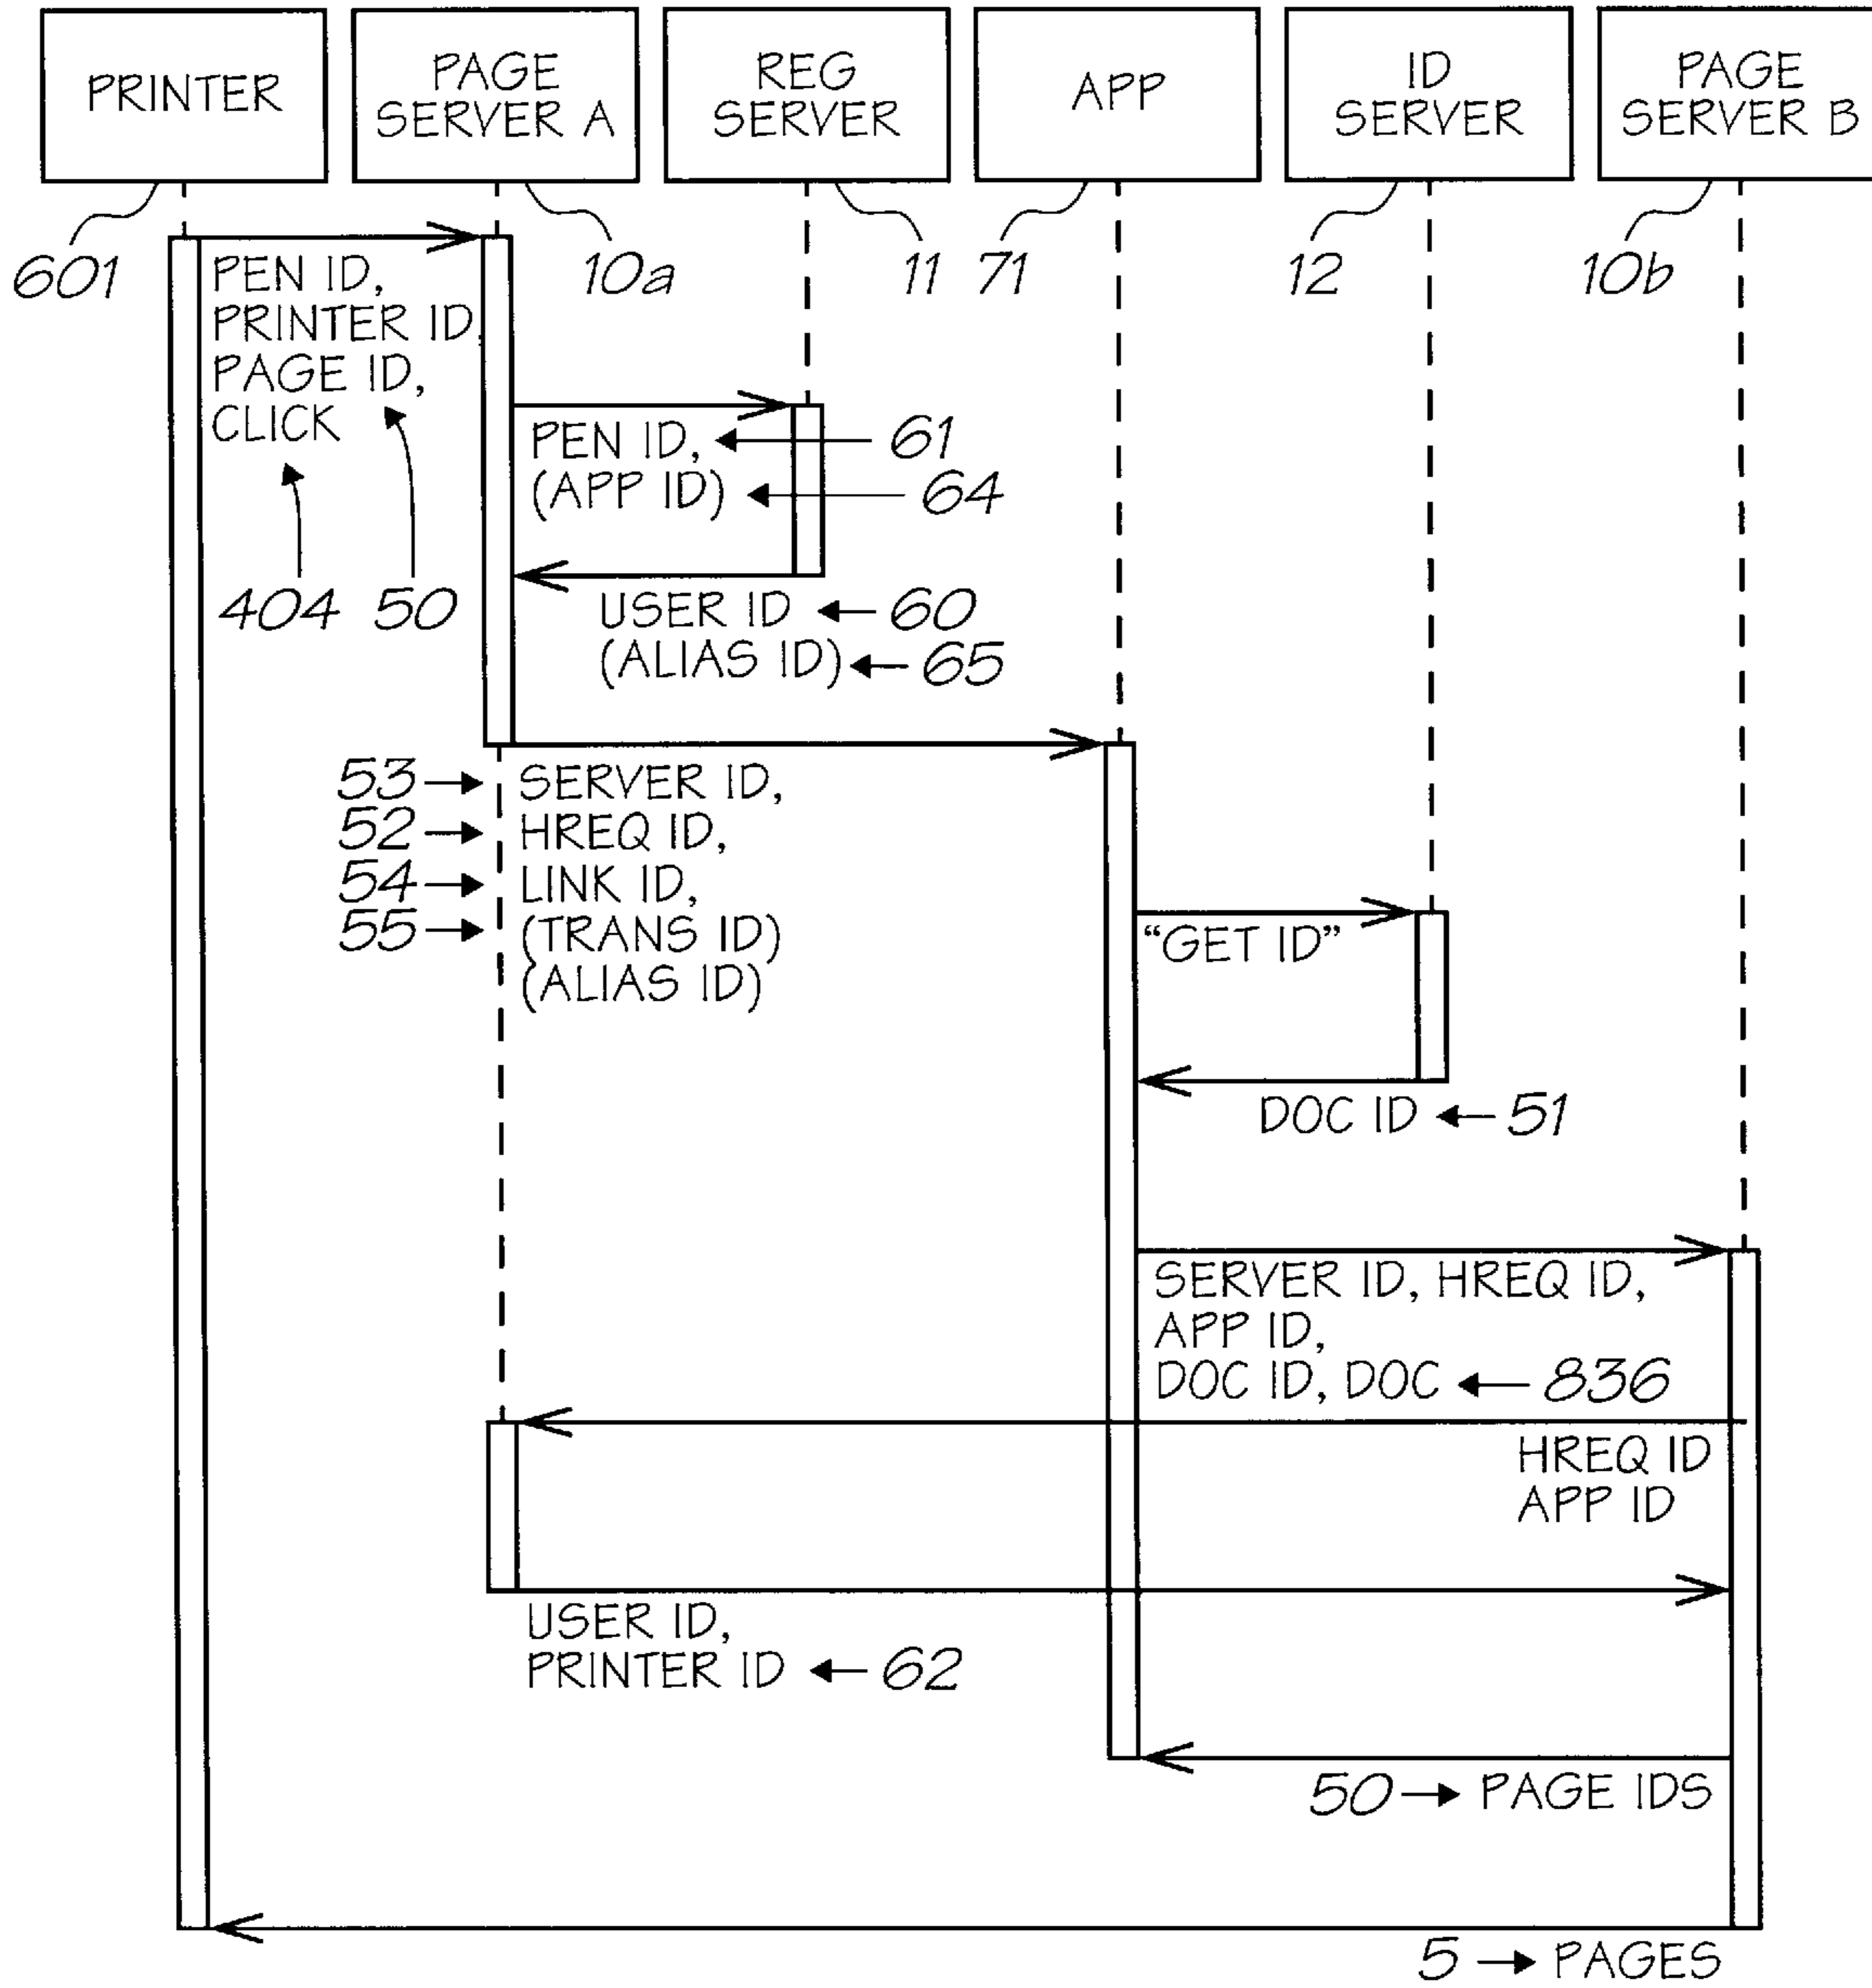 PRINTER
PAGE
SERVER A
REG
SERVER
APP
ID
SERVER
PAGE
SERVER B
601
10a
11
71
12
10b
PEN ID,
PRINTER ID
PAGE ID,
CLICK
404
50
PEN ID,
61
(APP ID)
64
USER ID
60
(ALIAS ID)
65
53
SERVER ID,
52
HREQ ID,
54
LINK ID,
55
(TRANS ID)
(ALIAS ID)
“GET ID”
DOC ID
51
SERVER ID, HREQ ID,
APP ID,
DOC ID, DOC
836
HREQ ID
APP ID
USER ID,
PRINTER ID
62
50
PAGE IDS
5
PAGES